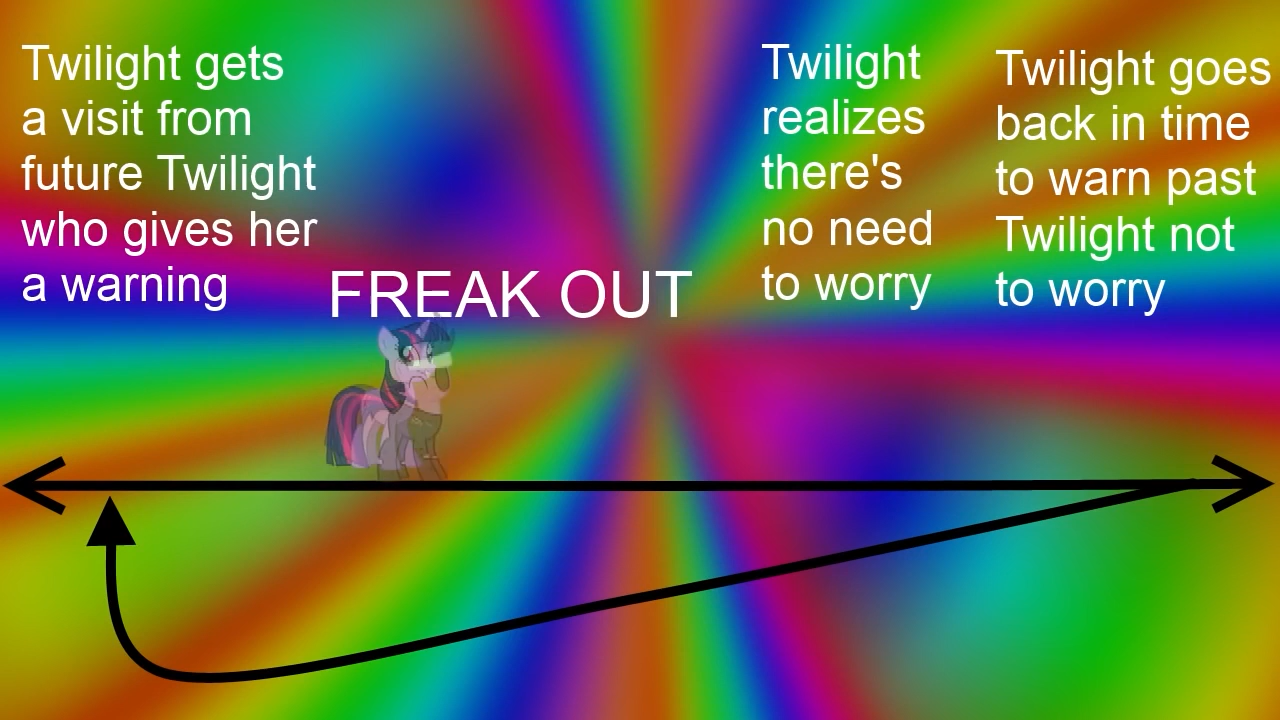 Twilight gets
a visit from
future Twilight
who gives her
a warning
FREAK OUT
Twilight
realizes
there's
no need
to worry
Twilight goes
back in time
to warn past
Twilight not
to worry